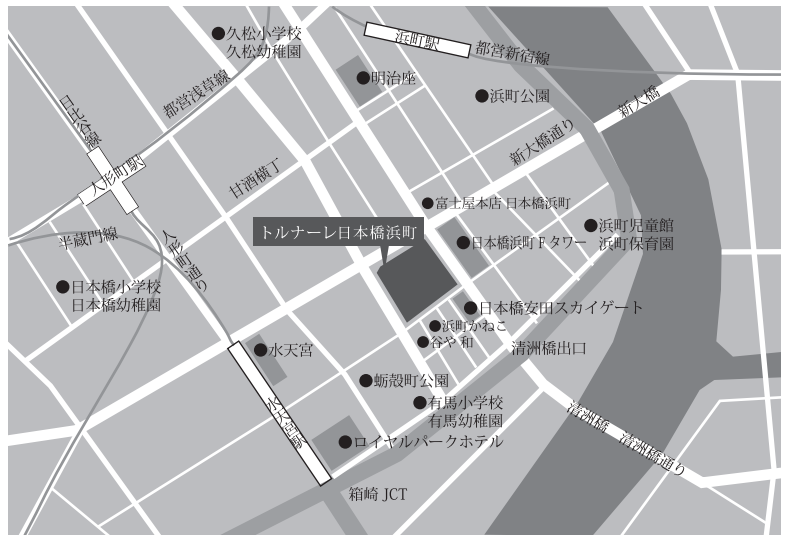 久松小学校
久松幼稚園
浜町駅
都営新宿線
明治座
浜町公園
都営浅草線
日比谷線
新大橋
新大橋通り
人形町駅
甘酒横丁
富士屋本店 日本橋浜町
浜町児童館
浜町保育園
トルナーレ日本橋浜町
半蔵門線
人形町通り
日本橋浜町 F タワー
日本橋小学校
日本橋幼稚園
日本橋安田スカイゲート
浜町かねこ
谷や 和
水天宮
清洲橋出口
蛎殻町公園
有馬小学校
有馬幼稚園
水天宮駅
清洲橋
清洲橋通り
ロイヤルパークホテル
箱崎 JCT